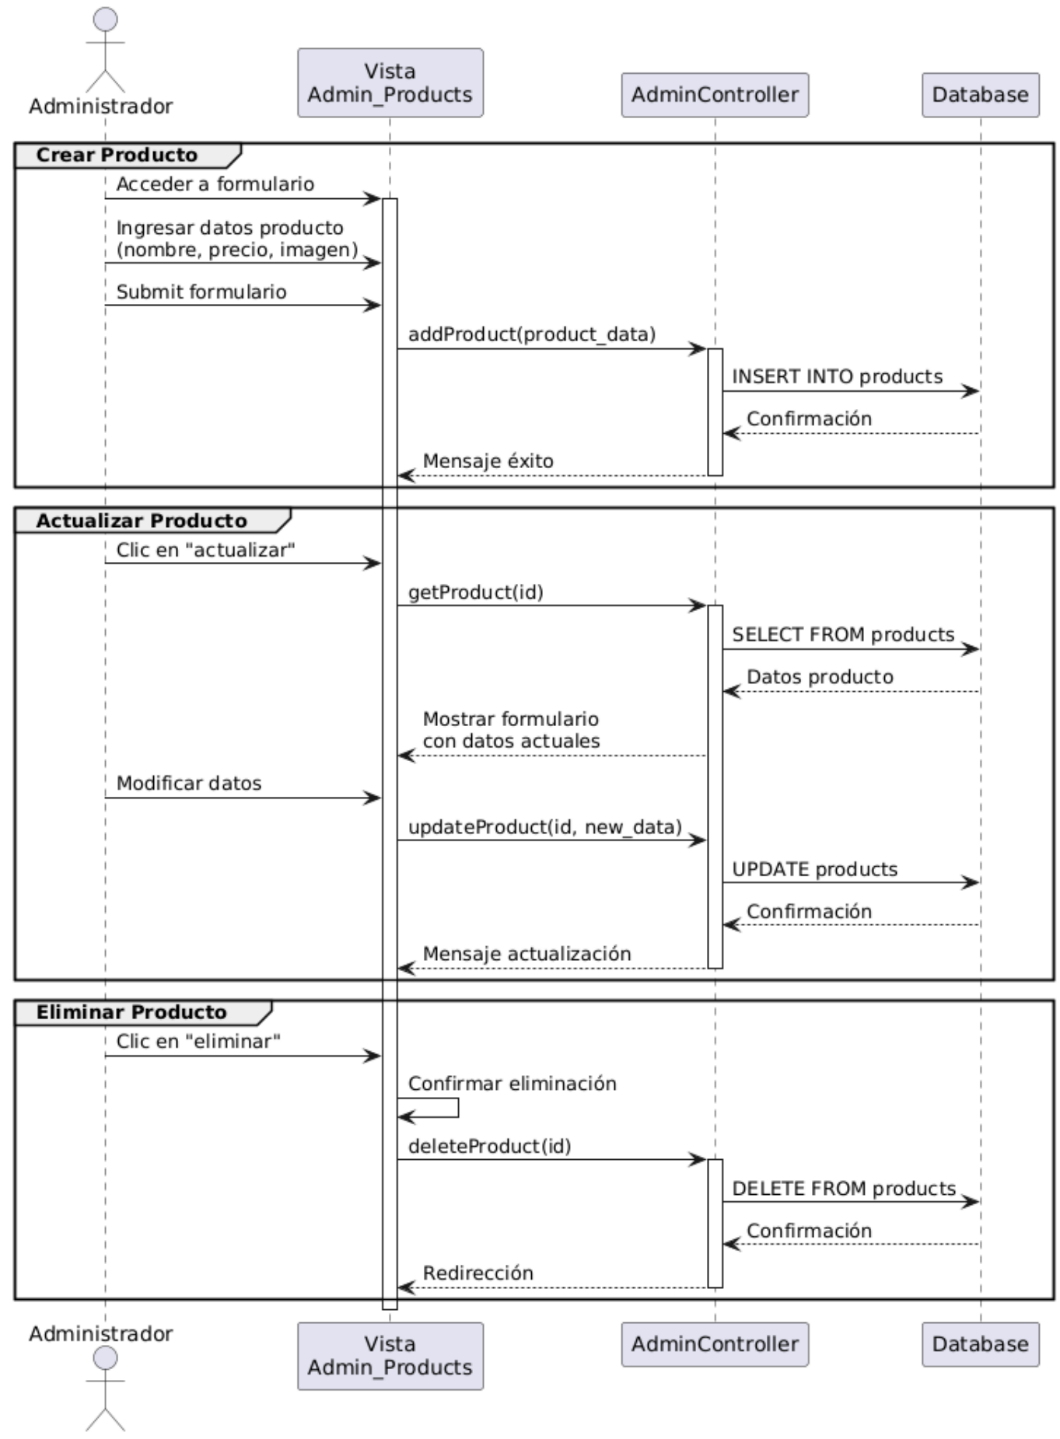 Administrador
Vista
Admin_Products
AdminController
Database
Crear Producto
Acceder a formulario
Ingresar datos producto
(nombre, precio, imagen)
Submit formulario
addProduct(product_data)
INSERT INTO products
Confirmación
Mensaje éxito
Actualizar Producto
Clic en "actualizar"
getProduct(id)
SELECT FROM products
Datos producto
Mostrar formulario
con datos actuales
Modificar datos
updateProduct(id, new_data)
UPDATE products
Confirmación
Mensaje actualización
Eliminar Producto
Clic en "eliminar"
Confirmar eliminación
deleteProduct(id)
DELETE FROM products
Confirmación
Redirección
Administrador
Vista
Admin_Products
AdminController
Database